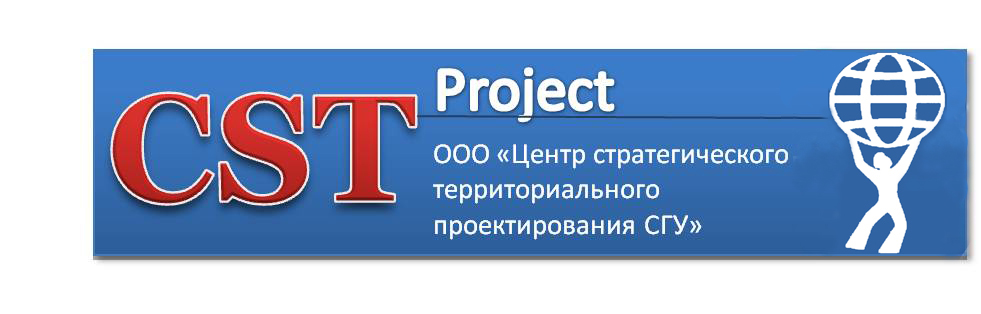 CST
Project
ООО «Центр стратегического
территориального
проектирования СГУ»